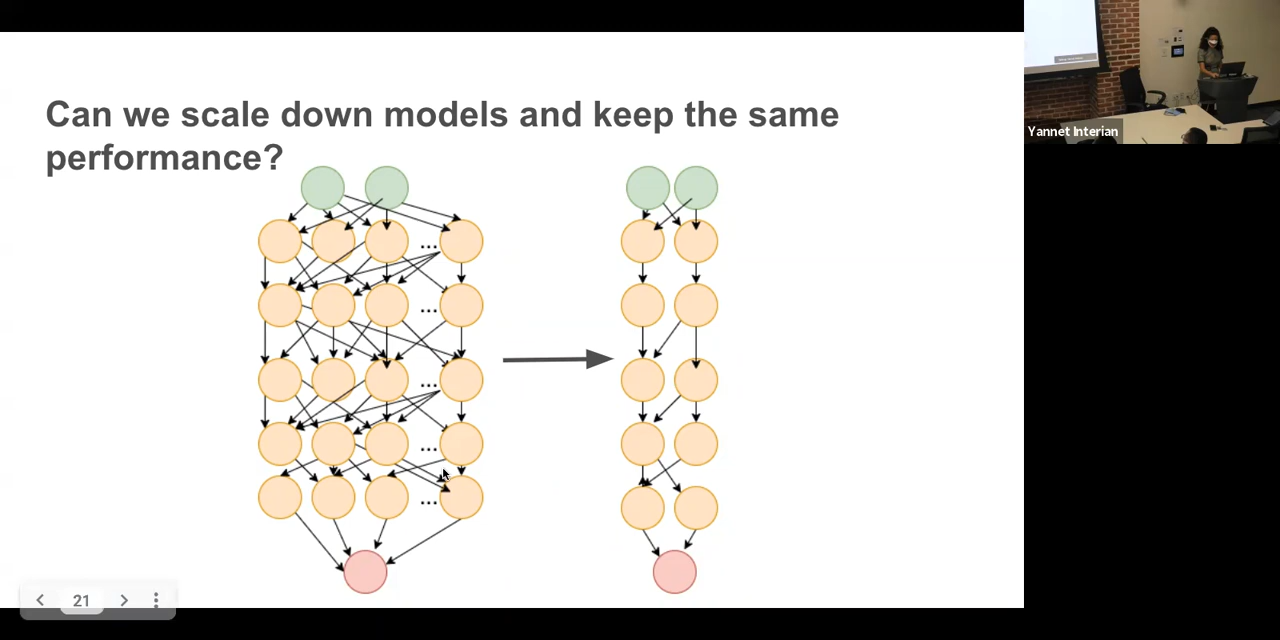 Can we scale down models and keep the same
performance?
...
...
...
...
...
21
Yannet Interian